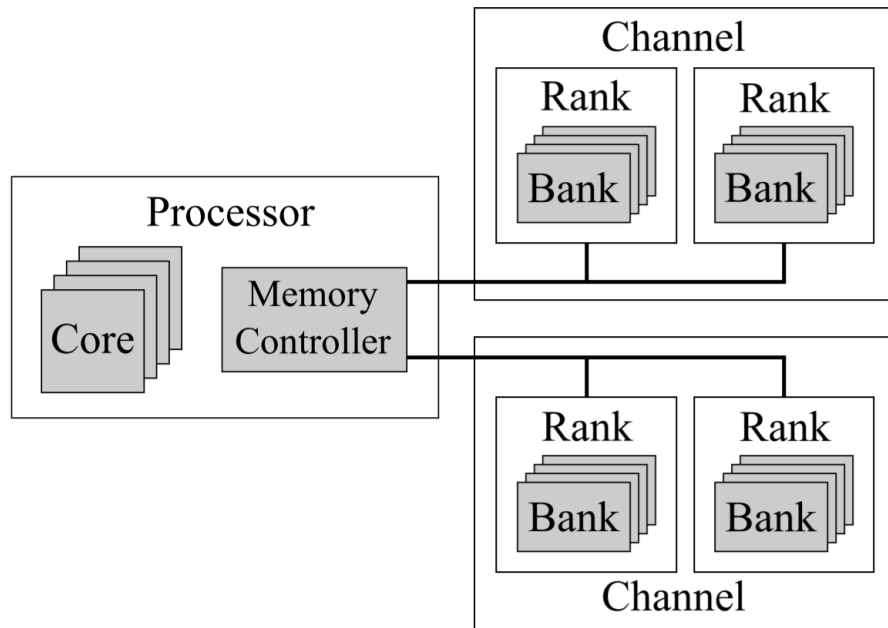 Processor
Core
Memory
Controller
Channel
Rank
Bank
Rank
Bank
Rank
Bank
Rank
Bank
Channel